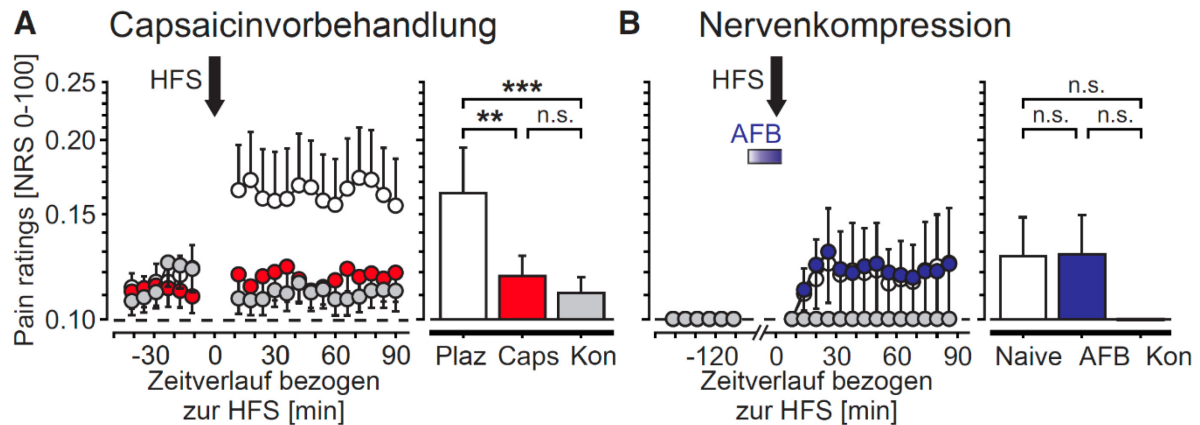 A Capsaicinvorbehandlung
B Nervenkompression
Pain ratings [NRS 0-100]
0.25
0.20
0.15
0.10
HFS
***
**
n.s.
-30 0 30 60 90
Zeitverlauf bezogen
zur HFS [min]
Plaz Caps Kon
HFS
AFB
n.s.
n.s. n.s.
-120 0 30 60 90
Zeitverlauf bezogen
zur HFS [min]
Naive AFB Kon